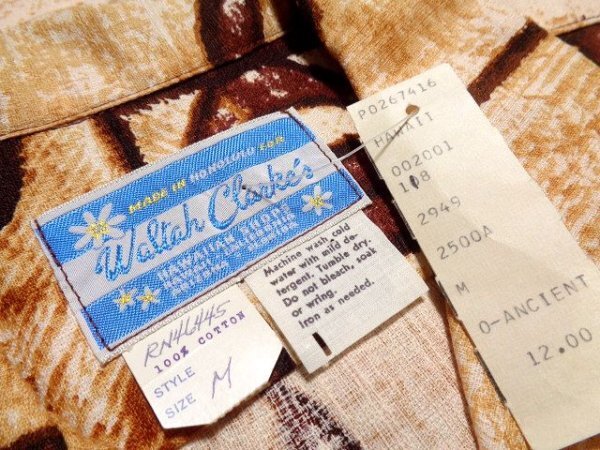 MADE IN HONOLULU FOR
Waltah Clarke's
HAWAIIAN SHOPS
RN46445
100% COTTON
STYLE
SIZE M
Machine wash cold
water with mild de-
tergent. Tumble dry.
Do not bleach, soak
or wring.
Iron as needed.
P0267416
HAWAII
002001
108
2949
2500A
M
O-ANCIENT
12.00